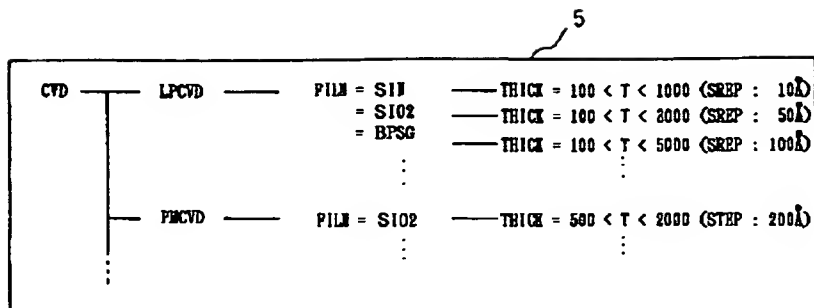 5
CVD LPCVD FILM = SIN THICK = 100 < T < 1000 (SREP : 10Å)
= SIO2 THICK = 100 < T < 2000 (SREP : 50Å)
= BPSG THICK = 100 < T < 5000 (SREP : 100Å)
PMCVD FILM = SIO2 THICK = 500 < T < 2000 (STEP : 200Å)